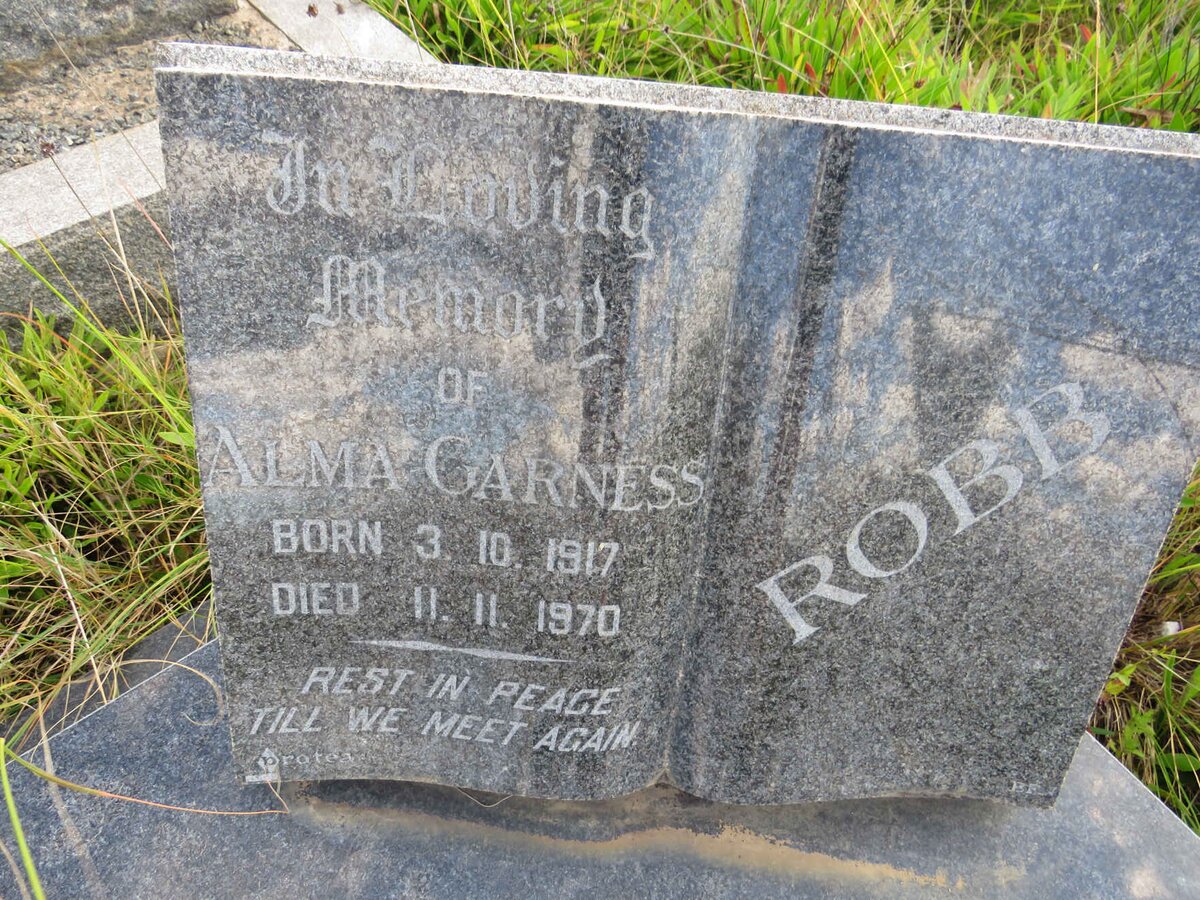 In Loving
Memory
OF
ALMA GARNESS
BORN 3. 10. 1917
DIED 11. 11. 1970
REST IN PEACE
TILL WE MEET AGAIN.
Protea
ROBB